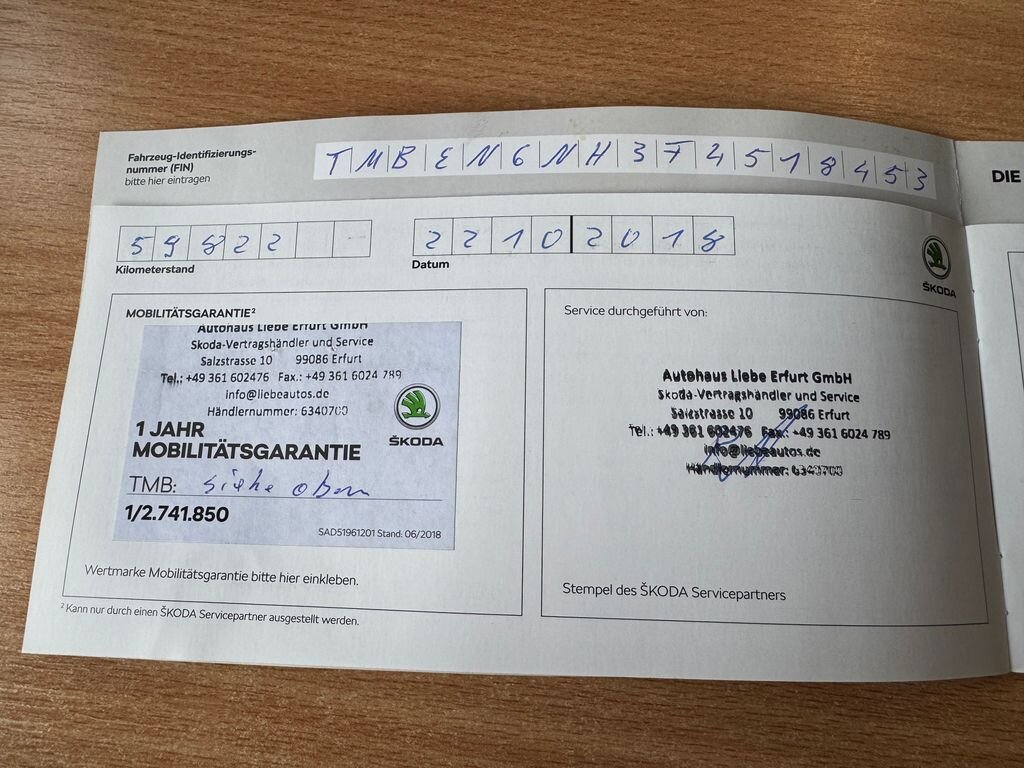 Fahrzeug-Identifizierungs-
nummer (FIN)
bitte hier eintragen
TMBEN6NH3J4518453
DIE
59822 -
Kilometerstand
22102018
Datum
ŠKODA
MOBILITÄTSGARANTIE²
Autohaus Liebe Erfurt GmbH
Skoda-Vertragshändler und Service
Salzstrasse 10 99086 Erfurt
Tel.: +49 361 602476 Fax.: +49 361 6024 789
info@liebeautos.de
Händlernummer: 6340700
ŠKODA
1 JAHR
MOBILITÄTSGARANTIE
TMB: siehe oben
1/2.741.850
SAD51961201 Stand: 06/2018
Wertmarke Mobilitätsgarantie bitte hier einkleben.
² Kann nur durch einen ŠKODA Servicepartner ausgestellt werden.
Service durchgeführt von:
Autohaus Liebe Erfurt GmbH
Skoda-Vertragshändler und Service
Salzstrasse 10 99086 Erfurt
Tel.: +49 361 602476 Fax.: +49 361 6024 789
info@liebeautos.de
Händlernummer: 6340700
Stempel des ŠKODA Servicepartners